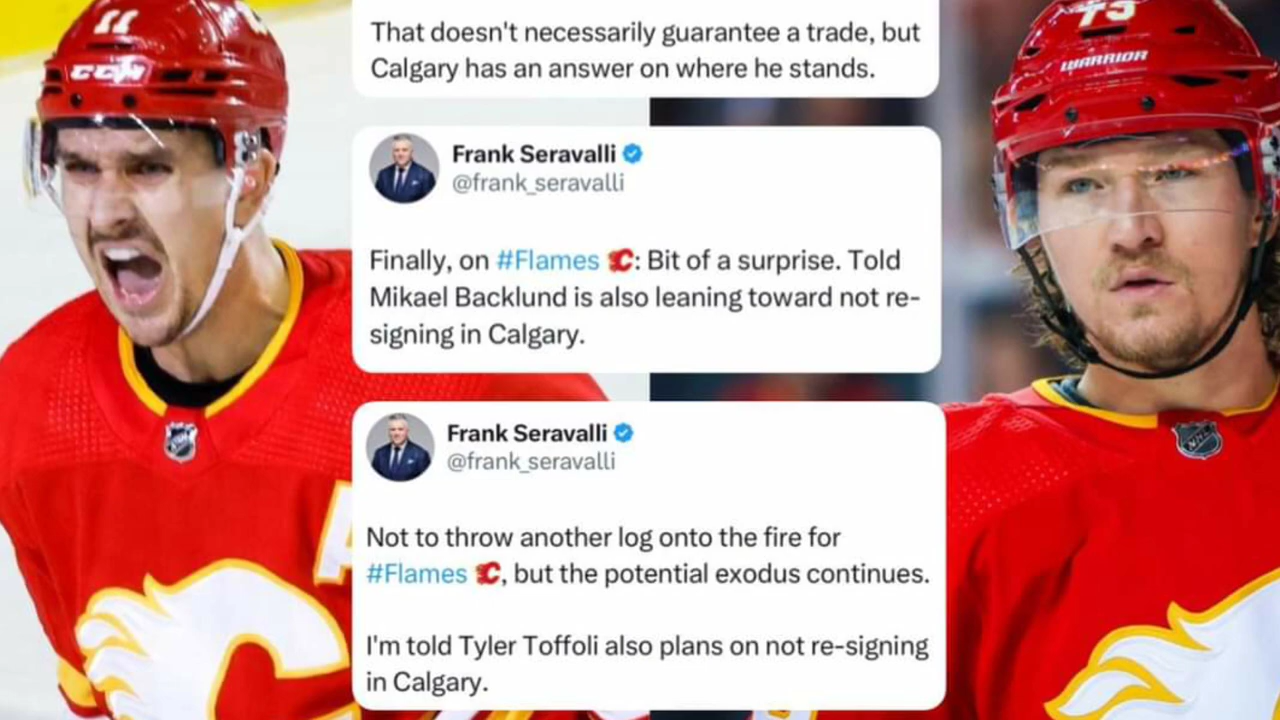 That doesn't necessarily guarantee a trade, but
Calgary has an answer on where he stands.
Frank Seravalli
@frank_seravalli
Finally, on #Flames : Bit of a surprise. Told
Mikael Backlund is also leaning toward not re-
signing in Calgary.
Frank Seravalli
@frank_seravalli
Not to throw another log onto the fire for
#Flames , but the potential exodus continues.
I'm told Tyler Toffoli also plans on not re-signing
in Calgary.
11
CCM
NHL
A
73
WARRIOR
NHL